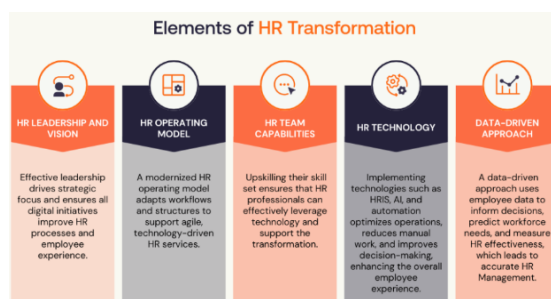 Elements of HR Transformation
HR LEADERSHIP AND
VISION
Effective leadership
drives strategic
focus and ensures all
digital initiatives
improve HR
processes and
employee
experience.
HR OPERATING
MODEL
A modernized HR
operating model
adapts workflows
and structures to
support agile,
technology-driven
HR services.
HR TEAM
CAPABILITIES
Upskilling their skill
set ensures that HR
professionals can
effectively leverage
technology and
support the
transformation.
HR TECHNOLOGY
Implementing
technologies such as
HRIS, AI, and
automation
optimizes operations,
reduces manual
work, and improves
decision-making,
enhancing the overall
employee
experience.
DATA-DRIVEN
APPROACH
A data-driven
approach uses
employee data to
inform decisions,
predict workforce
needs, and measure
HR effectiveness,
which leads to
accurate HR
Management.